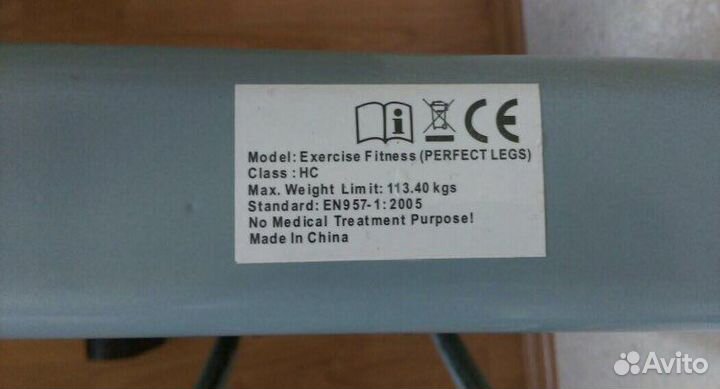 CE
Model: Exercise Fitness (PERFECT LEGS)
Class : HC
Max. Weight Limit: 113.40 kgs
Standard: EN957-1: 2005
No Medical Treatment Purpose!
Made In China
Avito